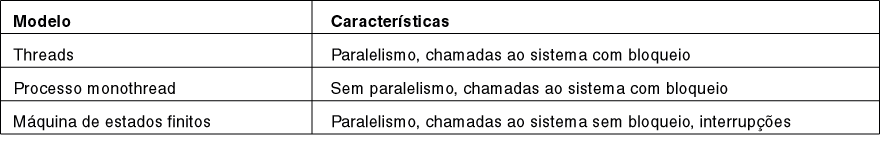 Modelo Características
Threads Paralelismo, chamadas ao sistema com bloqueio
Processo monothread Sem paralelismo, chamadas ao sistema com bloqueio
Máquina de estados finitos Paralelismo, chamadas ao sistema sem bloqueio, interrupções